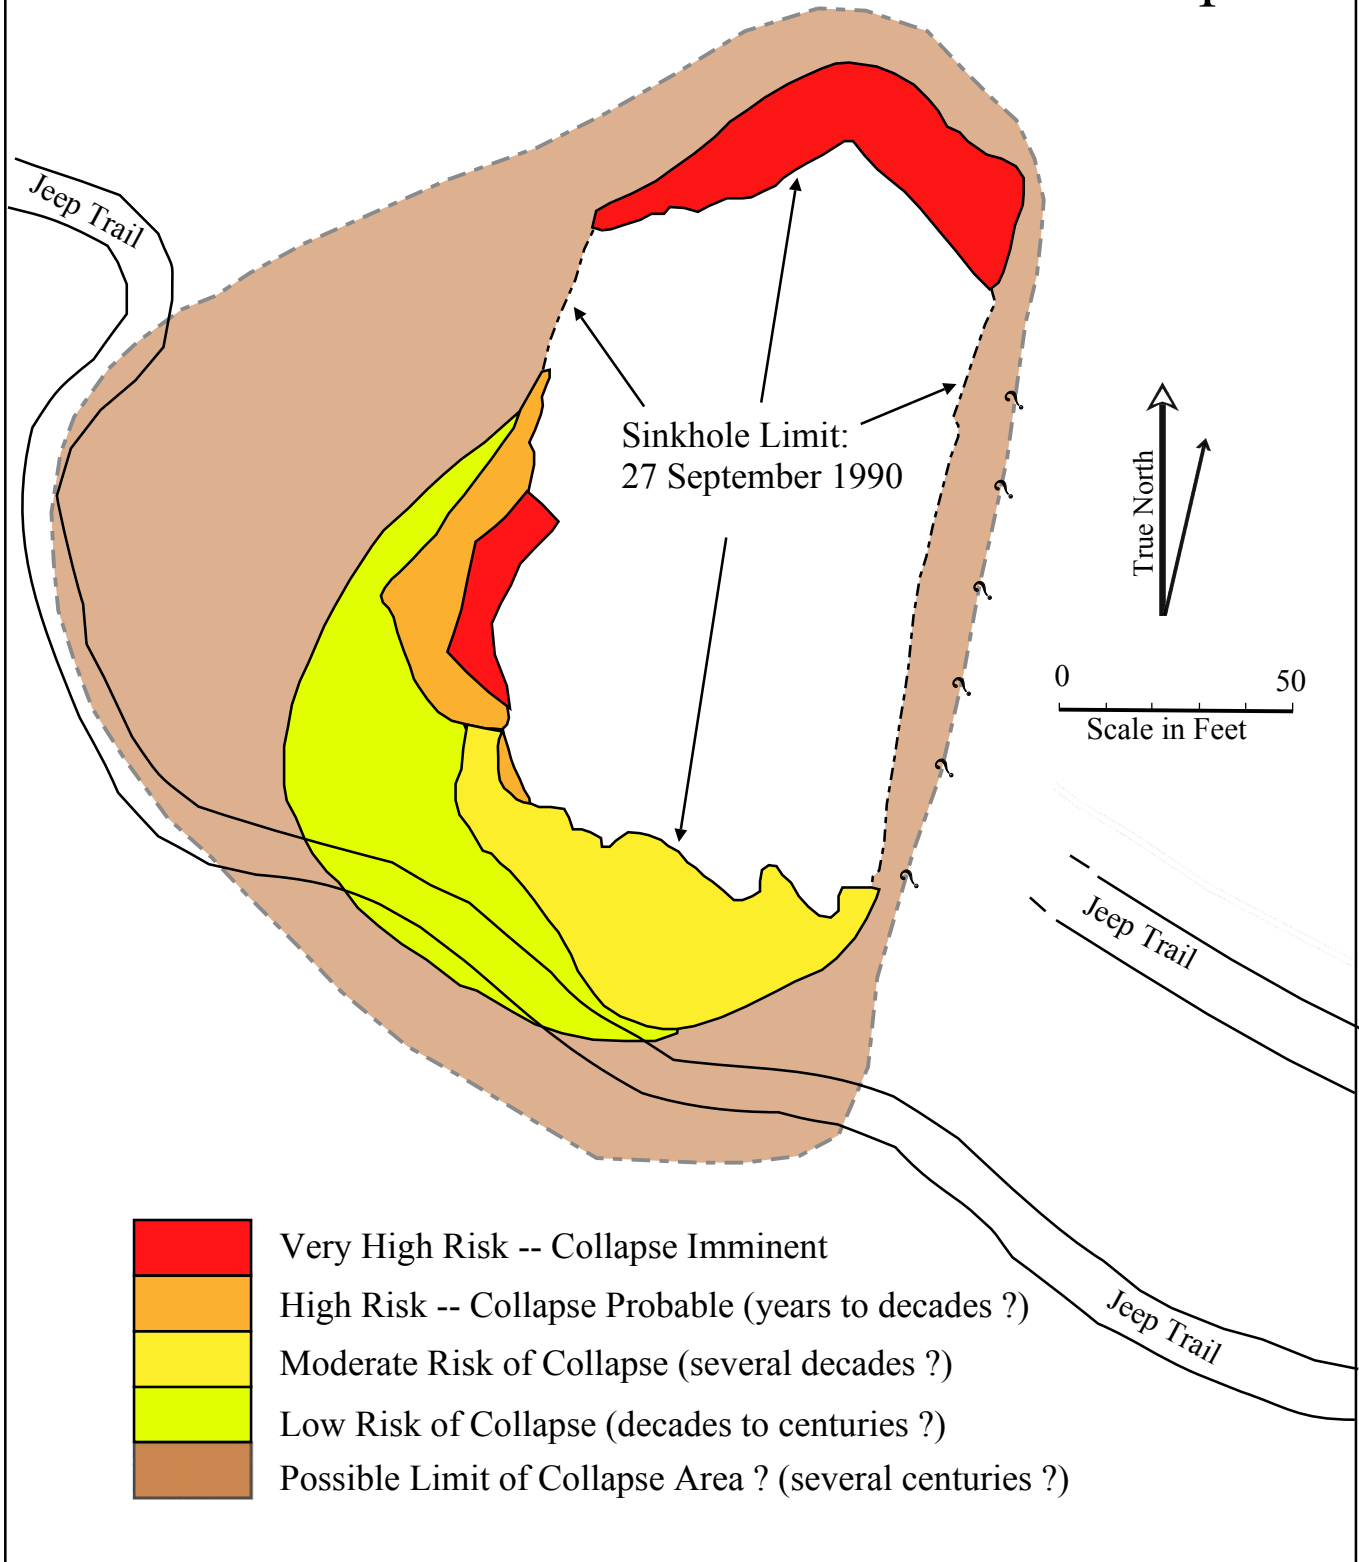 Jeep Trail
Sinkhole Limit:
27 September 1990
?
?
?
?
?
?
True North
0 50
Scale in Feet
Jeep Trail
Jeep Trail
Very High Risk -- Collapse Imminent
High Risk -- Collapse Probable (years to decades ?)
Moderate Risk of Collapse (several decades ?)
Low Risk of Collapse (decades to centuries ?)
Possible Limit of Collapse Area ? (several centuries ?)